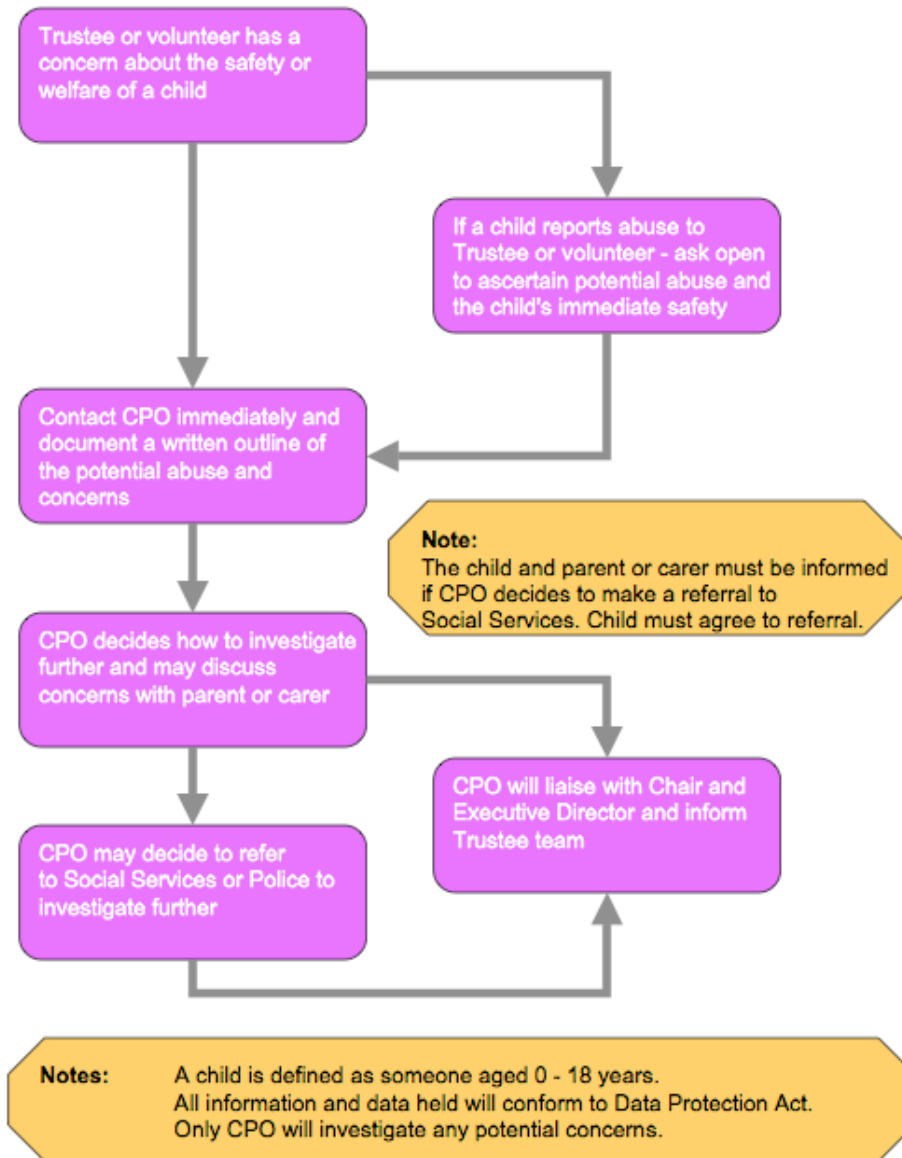 Trustee or volunteer has a
concern about the safety or
welfare of a child
If a child reports abuse to
Trustee or volunteer - ask open
to ascertain potential abuse and
the child's immediate safety
Contact CPO immediately and
document a written outline of
the potential abuse and
concerns
Note:
The child and parent or carer must be informed
if CPO decides to make a referral to
Social Services. Child must agree to referral.
CPO decides how to investigate
further and may discuss
concerns with parent or carer
CPO will liaise with Chair and
Executive Director and inform
Trustee team
CPO may decide to refer
to Social Services or Police to
investigate further
Notes: A child is defined as someone aged 0 - 18 years.
All information and data held will conform to Data Protection Act.
Only CPO will investigate any potential concerns.